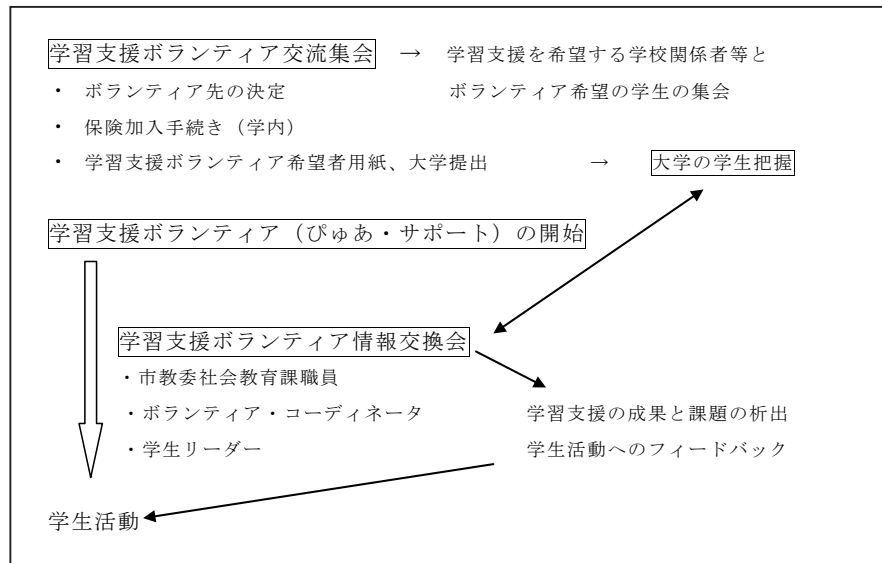 学習支援ボランティア交流集会 → 学習支援を希望する学校関係者等と
・ ボランティア先の決定 ボランティア希望の学生の集会
・ 保険加入手続き（学内）
・ 学習支援ボランティア希望者用紙、大学提出 → 大学の学生把握
学習支援ボランティア（ぴゅあ・サポート）の開始
学習支援ボランティア情報交換会
・市教委社会教育課職員
・ボランティア・コーディネータ 学習支援の成果と課題の析出
・学生リーダー 学生活動へのフィードバック
学生活動